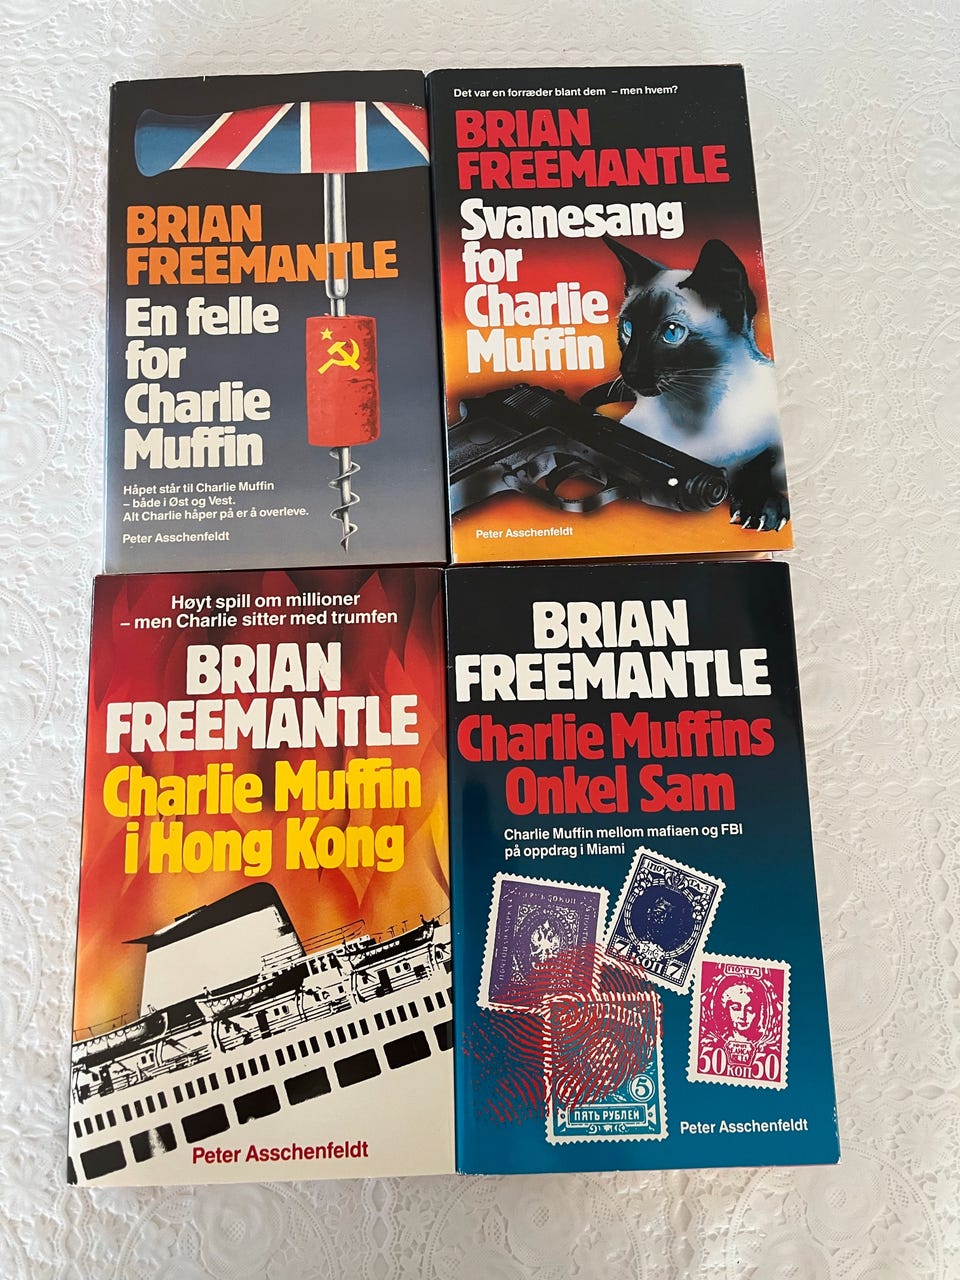 BRIAN
FREEMANTLE
En felle
for
Charlie
Muffin
Håpet står til Charlie Muffin
– både i Øst og Vest.
Alt Charlie håper på er å overleve.
Peter Asschenfeldt
Det var en forræder blant dem – men hvem?
BRIAN
FREEMANTLE
Svanesang
for
Charlie
Muffin
Peter Asschenfeldt
Høyt spill om millioner
– men Charlie sitter med trumfen
BRIAN
FREEMANTLE
Charlie Muffin
i Hong Kong
Peter Asschenfeldt
BRIAN
FREEMANTLE
Charlie Muffins
Onkel Sam
Charlie Muffin mellom mafiaen og FBI
på oppdrag i Miami
7 КОП 7
ПОЧТА
50 КОП 50
5
ПЯТЬ РУБЛЕЙ
Peter Asschenfeldt